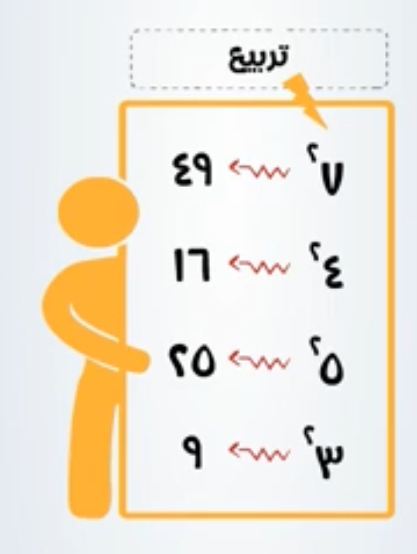 تربيع
٧² ← ٤٩
٤² ← ١٦
٥² ← ٢٥
٣² ← ٩